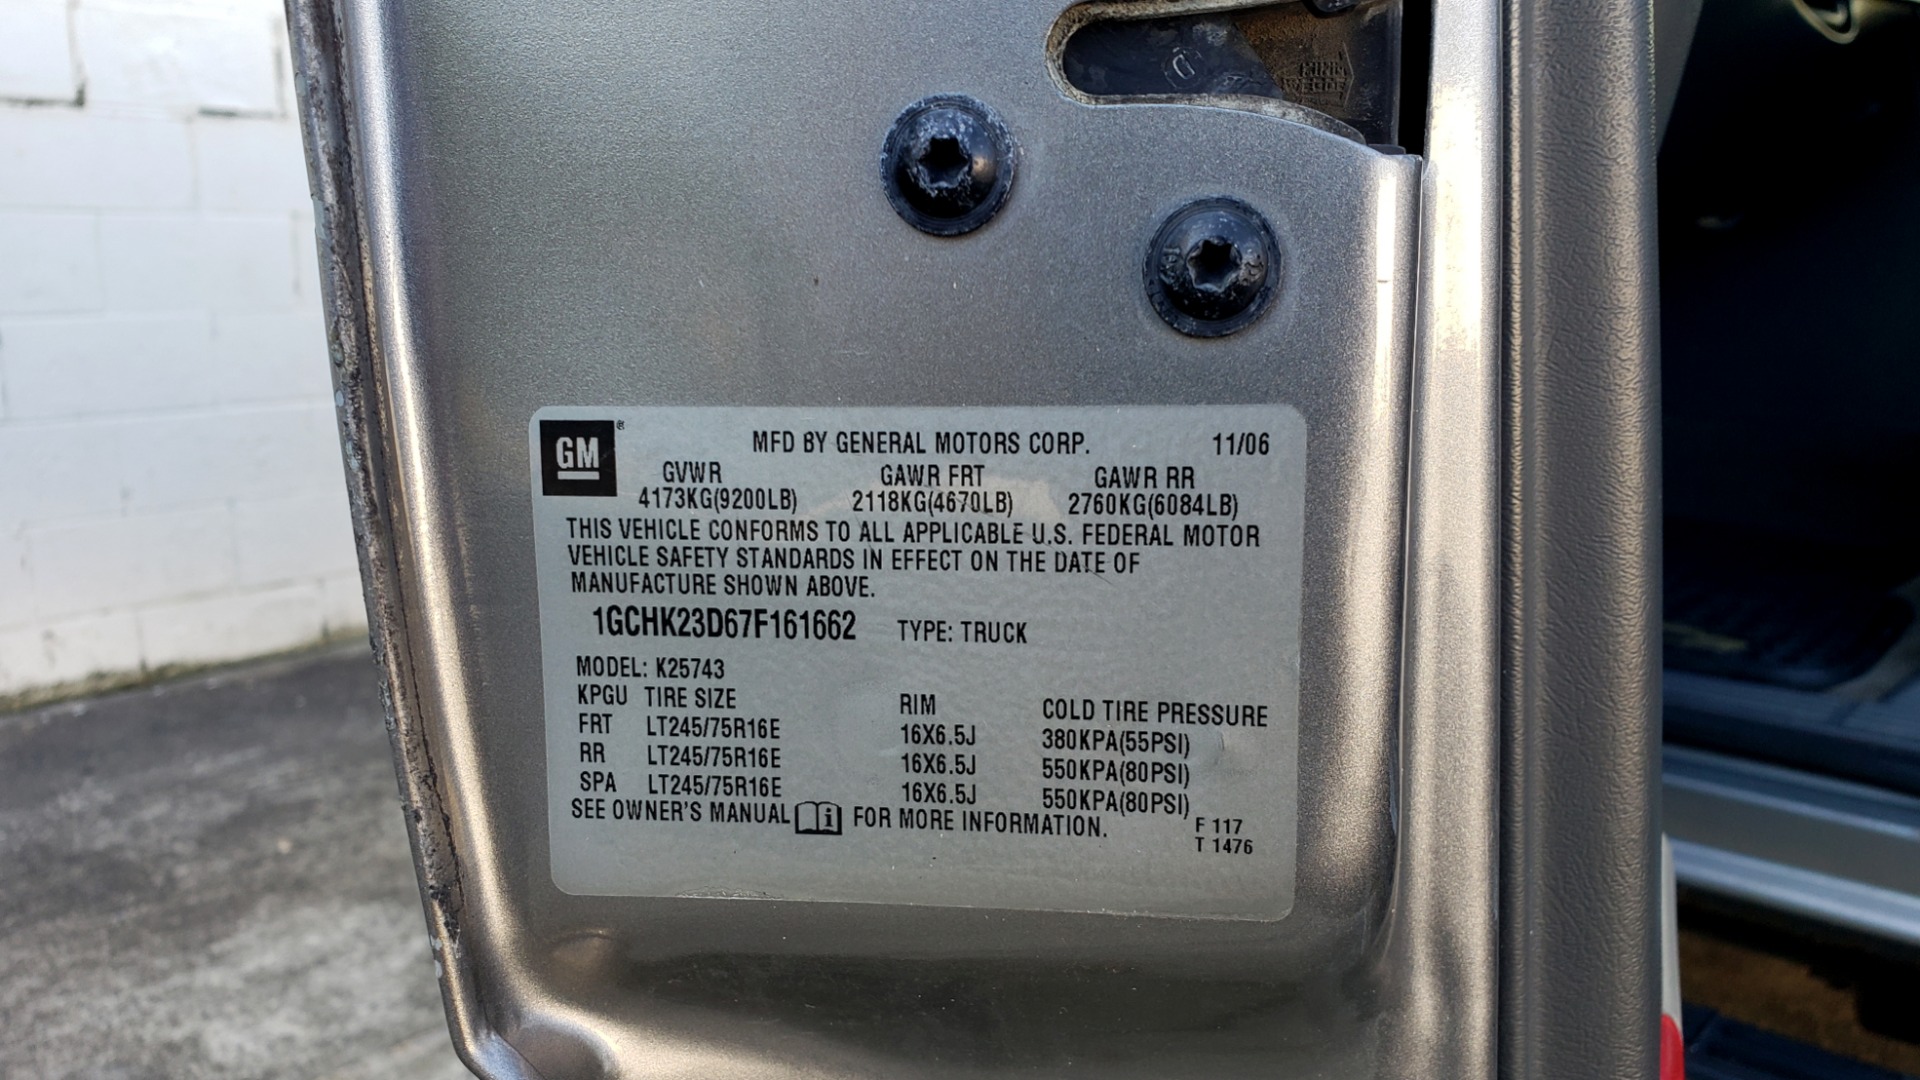 GM ® MFD BY GENERAL MOTORS CORP. 11/06
GVWR GAWR FRT GAWR RR
4173KG(9200LB) 2118KG(4670LB) 2760KG(6084LB)
THIS VEHICLE CONFORMS TO ALL APPLICABLE U.S. FEDERAL MOTOR
VEHICLE SAFETY STANDARDS IN EFFECT ON THE DATE OF
MANUFACTURE SHOWN ABOVE.
1GCHK23D67F161662 TYPE: TRUCK
MODEL: K25743
KPGU TIRE SIZE RIM COLD TIRE PRESSURE
FRT LT245/75R16E 16X6.5J 380KPA(55PSI)
RR LT245/75R16E 16X6.5J 550KPA(80PSI)
SPA LT245/75R16E 16X6.5J 550KPA(80PSI)
SEE OWNER'S MANUAL i FOR MORE INFORMATION.
F 117
T 1476